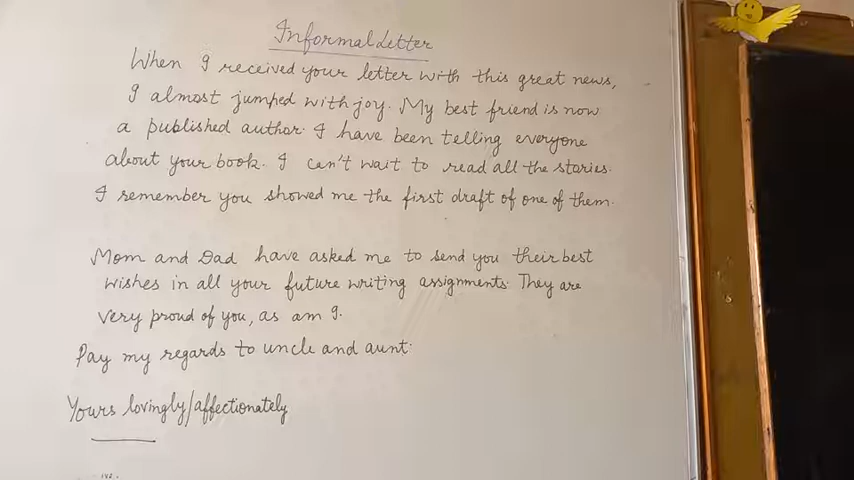 Informal Letter
When I received your letter with this great news,
I almost jumped with joy. My best friend is now
a published author. I have been telling everyone
about your book. I can't wait to read all the stories.
I remember you showed me the first draft of one of them.
Mom and Dad have asked me to send you their best
wishes in all your future writing assignments. They are
very proud of you, as am I.
Pay my regards to uncle and aunt.
Yours lovingly/affectionately